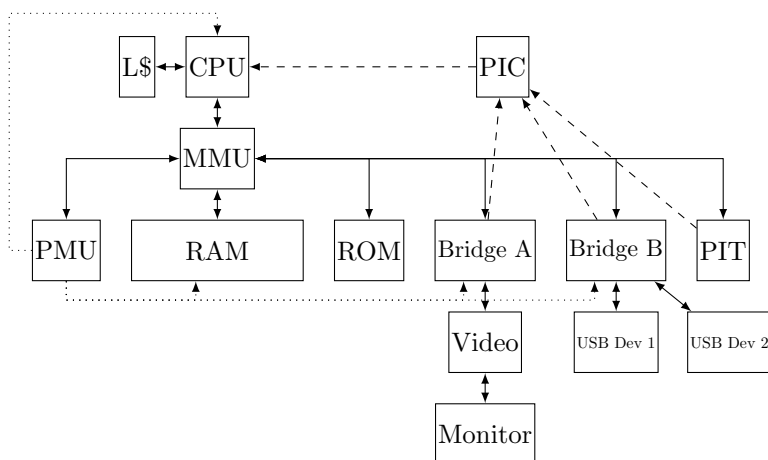 L$
CPU
PIC
MMU
PMU
RAM
ROM
Bridge A
Bridge B
PIT
Video
USB Dev 1
USB Dev 2
Monitor